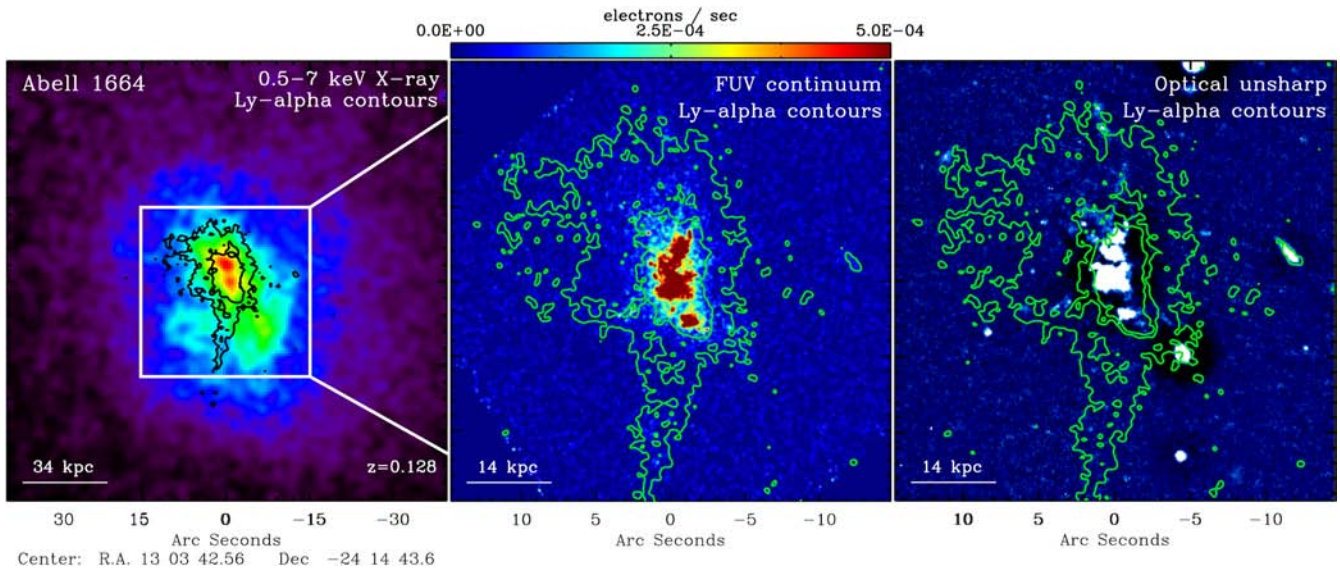 electrons / sec
0.0E+00 2.5E-04 5.0E-04
Abell 1664
0.5-7 keV X-ray
Ly-alpha contours
34 kpc
z=0.128
FUV continuum
Ly-alpha contours
14 kpc
Optical unsharp
Ly-alpha contours
14 kpc
30 15 0 -15 -30
Arc Seconds
10 5 0 -5 -10
Arc Seconds
10 5 0 -5 -10
Arc Seconds
Center: R.A. 13 03 42.56 Dec -24 14 43.6